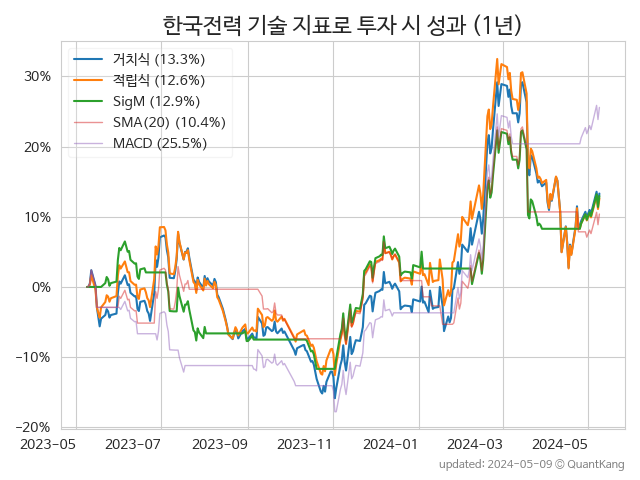 한국전력 기술 지표로 투자 시 성과 (1년)
거치식 (13.3%)
적립식 (12.6%)
SigM (12.9%)
SMA(20) (10.4%)
MACD (25.5%)
30%
20%
10%
0%
−10%
−20%
2023-05 2023-07 2023-09 2023-11 2024-01 2024-03 2024-05
updated: 2024-05-09 © QuantKang